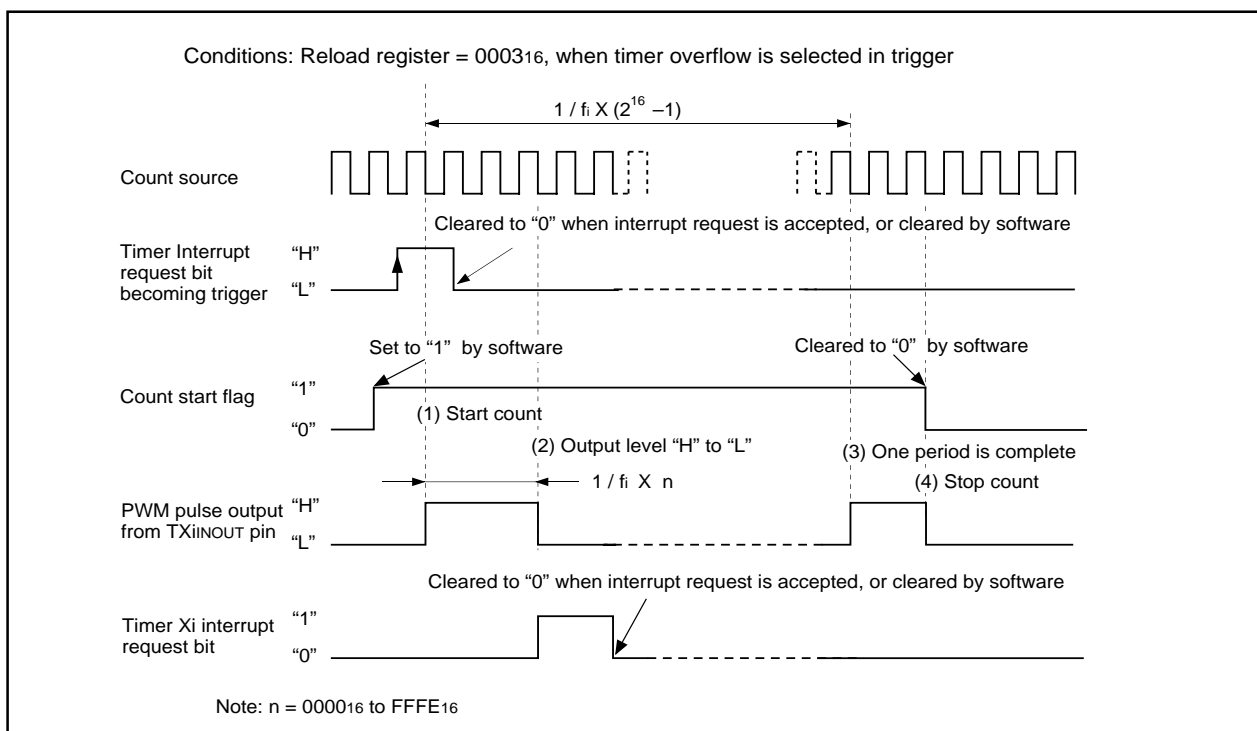 Conditions: Reload register = 000316, when timer overflow is selected in trigger
1 / fi X (2^16 –1)
Count source
Cleared to “0” when interrupt request is accepted, or cleared by software
Timer Interrupt
request bit
becoming trigger
“H”
“L”
Set to “1” by software
Cleared to “0” by software
Count start flag
“1”
“0”
(1) Start count
(2) Output level “H” to “L”
(3) One period is complete
(4) Stop count
1 / fi X n
PWM pulse output
from TXiINOUT pin
“H”
“L”
Cleared to “0” when interrupt request is accepted, or cleared by software
Timer Xi interrupt
request bit
“1”
“0”
Note: n = 000016 to FFFE16